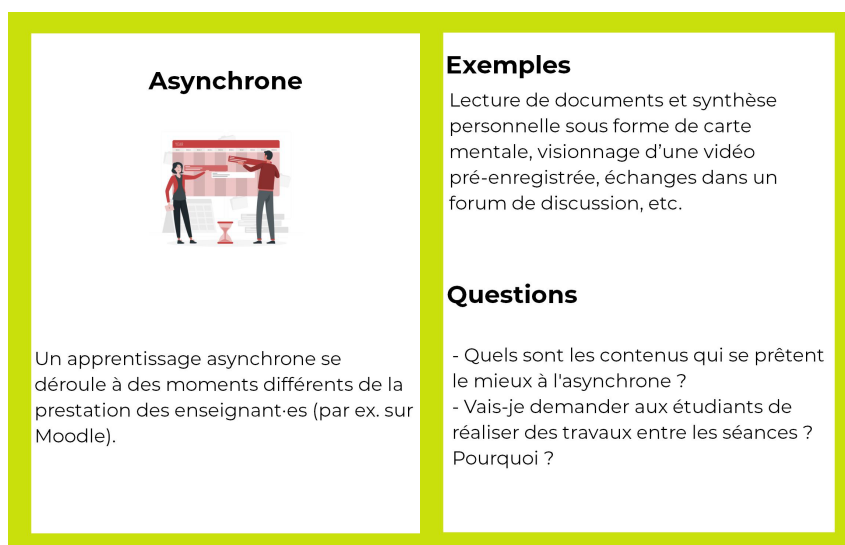 Asynchrone
Un apprentissage asynchrone se
déroule à des moments différents de la
prestation des enseignant·es (par ex. sur
Moodle).
Exemples
Lecture de documents et synthèse
personnelle sous forme de carte
mentale, visionnage d’une vidéo
pré-enregistrée, échanges dans un
forum de discussion, etc.
Questions
- Quels sont les contenus qui se prêtent
le mieux à l'asynchrone ?
- Vais-je demander aux étudiants de
réaliser des travaux entre les séances ?
Pourquoi ?